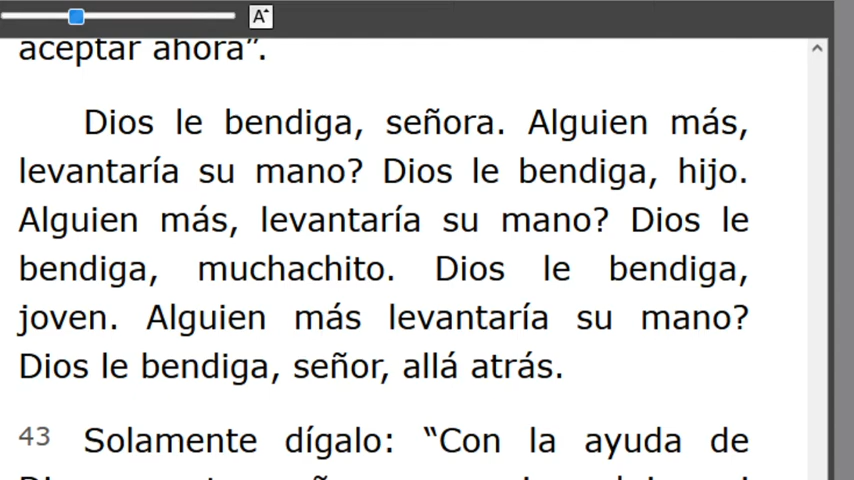 A
aceptar ahora”.
Dios le bendiga, señora. Alguien más,
levantaría su mano? Dios le bendiga, hijo.
Alguien más, levantaría su mano? Dios le
bendiga, muchachito. Dios le bendiga,
joven. Alguien más levantaría su mano?
Dios le bendiga, señor, allá atrás.
43 Solamente dígalo: “Con la ayuda de